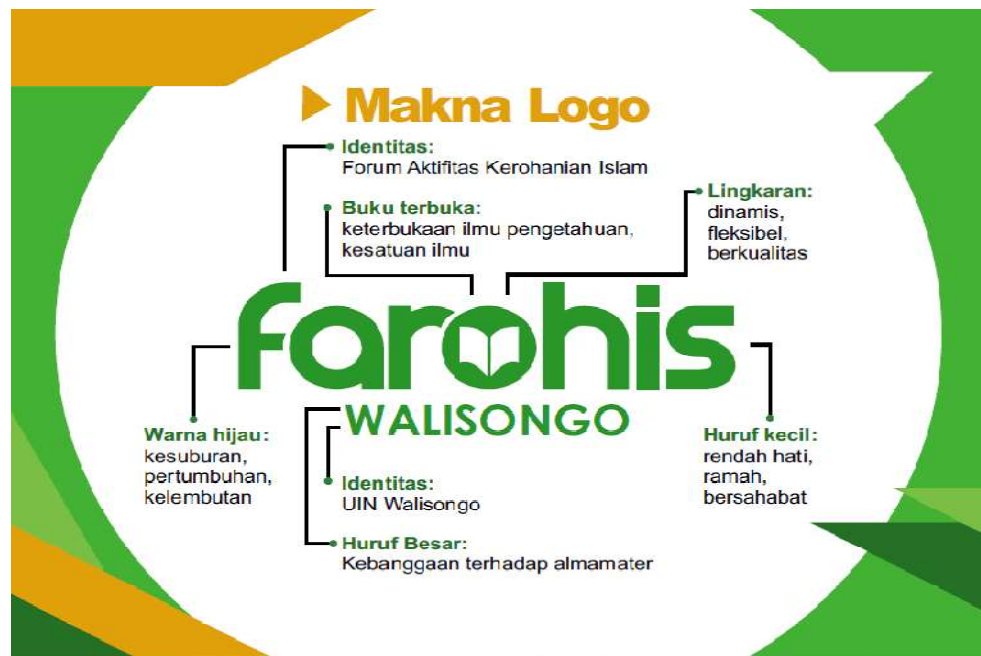 Makna Logo
Identitas:
Forum Aktifitas Kerohanian Islam
Buku terbuka:
keterbukaan ilmu pengetahuan,
kesatuan ilmu
Lingkaran:
dinamis,
fleksibel,
berkualitas
farohis
WALISONGO
Warna hijau:
kesuburan,
pertumbuhan,
kelembutan
Identitas:
UIN Walisongo
Huruf Besar:
Kebanggaan terhadap almamater
Huruf kecil:
rendah hati,
ramah,
bersahabat